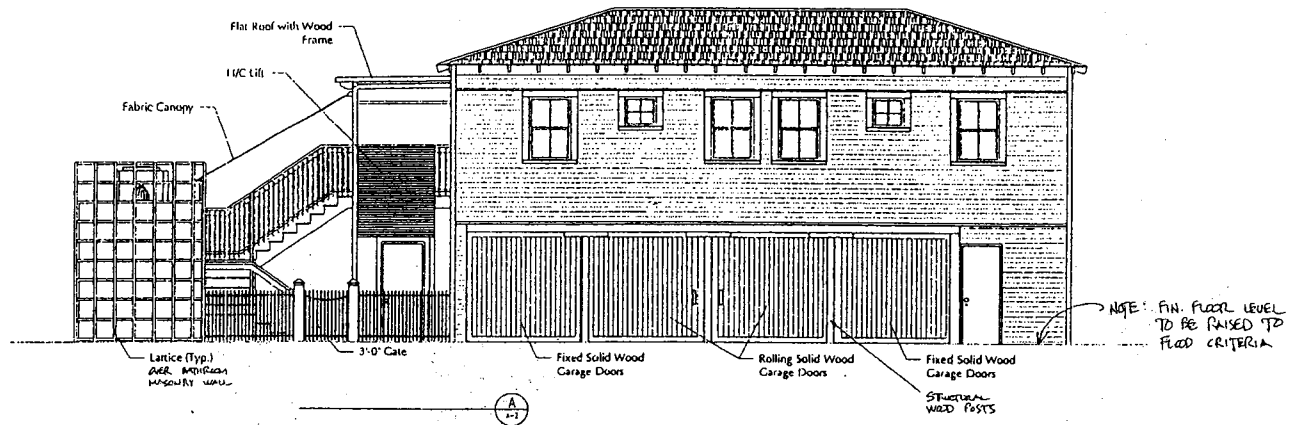 Flat Roof with Wood
Frame
H/C Lift
Fabric Canopy
Lattice (Typ.)
OVER BATHROOM
MASONRY WALL
3'-0" Gate
Fixed Solid Wood
Garage Doors
Rolling Solid Wood
Garage Doors
Fixed Solid Wood
Garage Doors
STRUCTURAL
WOOD POSTS
NOTE: FIN. FLOOR LEVEL
TO BE RAISED TO
FLOOD CRITERIA
A